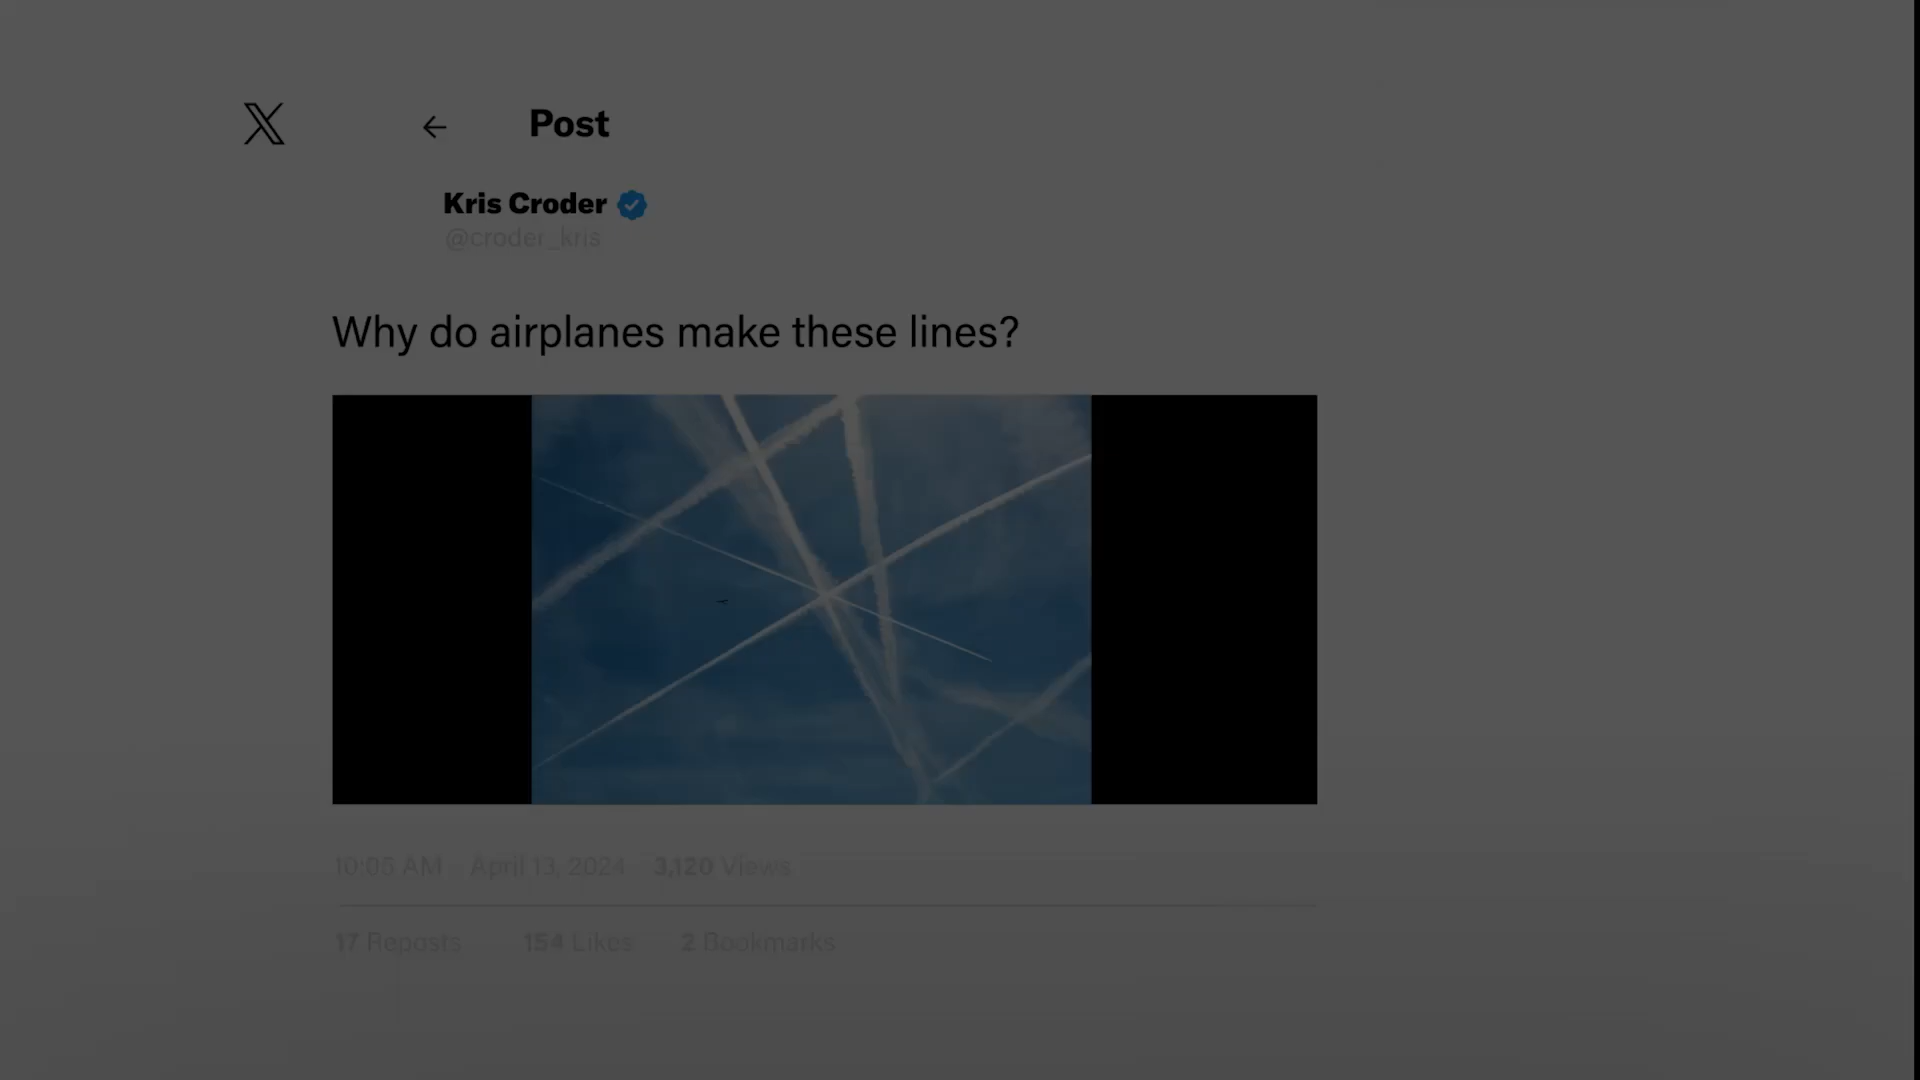 Post
Kris Croder
@croder_kris
Why do airplanes make these lines?
10:05 AM April 13, 2024 3,120 Views
17 Reposts 154 Likes 2 Bookmarks